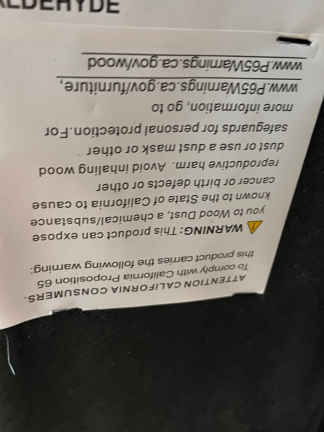 ATTENTION CALIFORNIA CONSUMERS-
To comply with California Proposition 65
this product carries the following warning:
WARNING: This product can expose
you to Wood Dust, a chemical/substance
known to the State of California to cause
cancer or birth defects or other
reproductive harm. Avoid inhaling wood
dust or use a dust mask or other
safeguards for personal protection.For
more information, go to
www.P65Warnings.ca.gov/furniture,
www.P65Warnings.ca.gov/wood
LDEHYDE